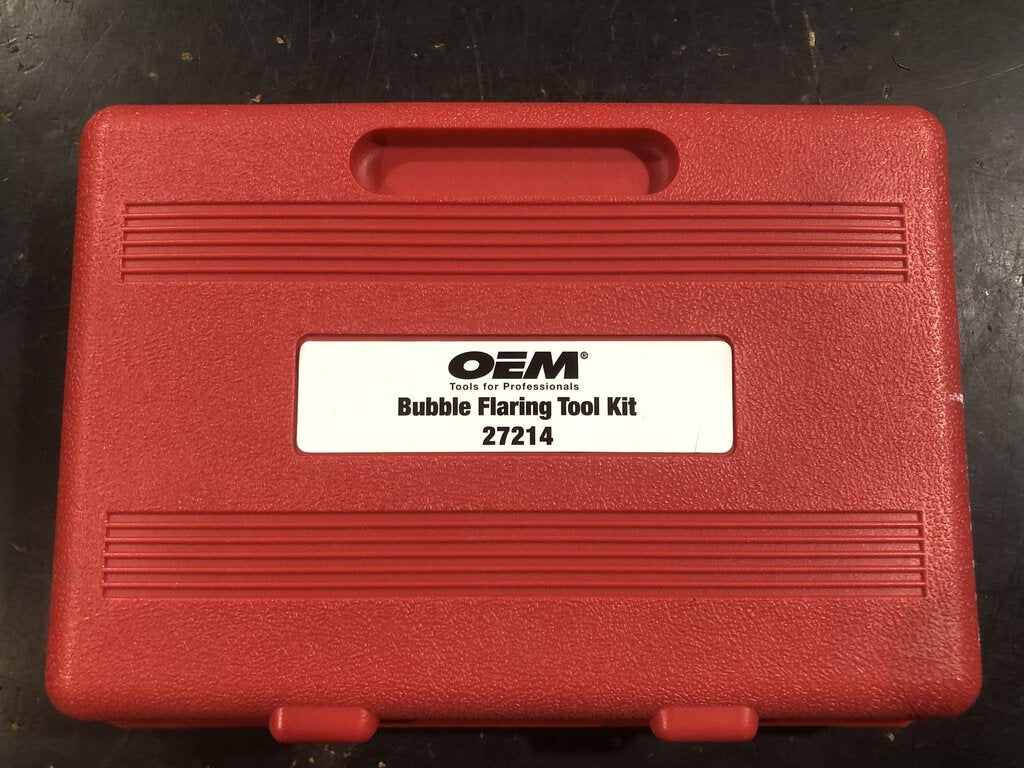 OEM®
Tools for Professionals
Bubble Flaring Tool Kit
27214